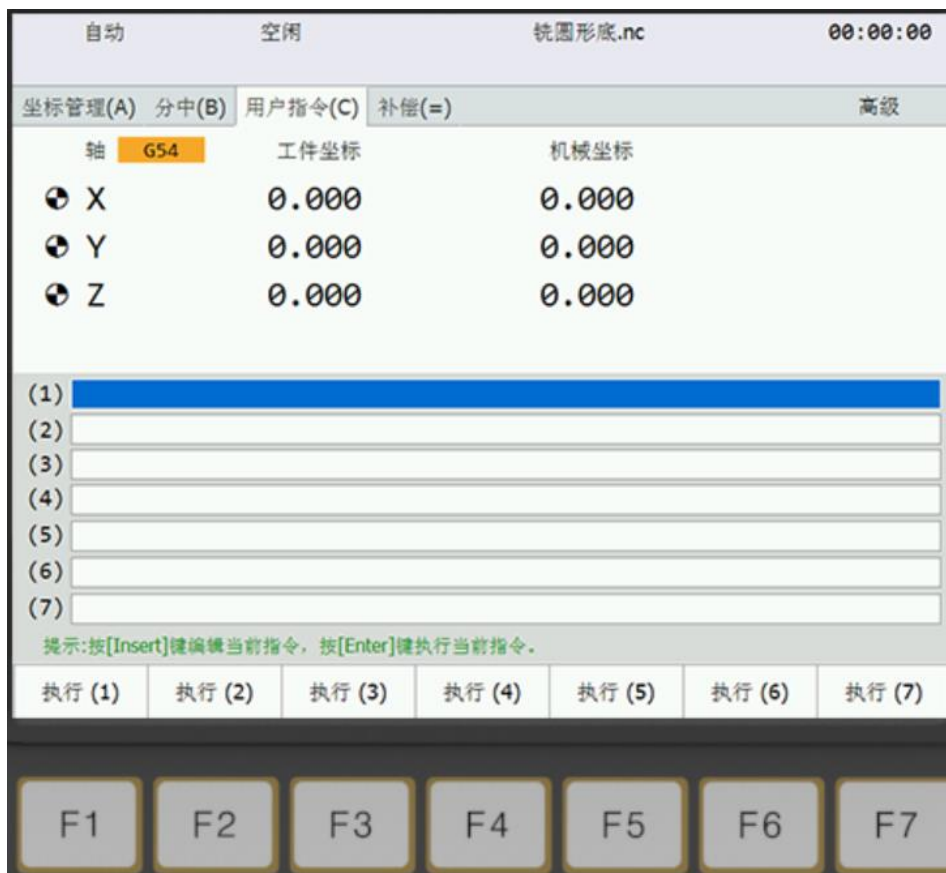 自动 空闲 铣圆形底.nc 00:00:00
坐标管理(A) 分中(B) 用户指令(C) 补偿(=) 高级
轴 G54 工件坐标 机械坐标
X 0.000 0.000
Y 0.000 0.000
Z 0.000 0.000
(1)
(2)
(3)
(4)
(5)
(6)
(7)
提示:按[Insert]键编辑当前指令，按[Enter]键执行当前指令。
执行 (1) 执行 (2) 执行 (3) 执行 (4) 执行 (5) 执行 (6) 执行 (7)
F1 F2 F3 F4 F5 F6 F7